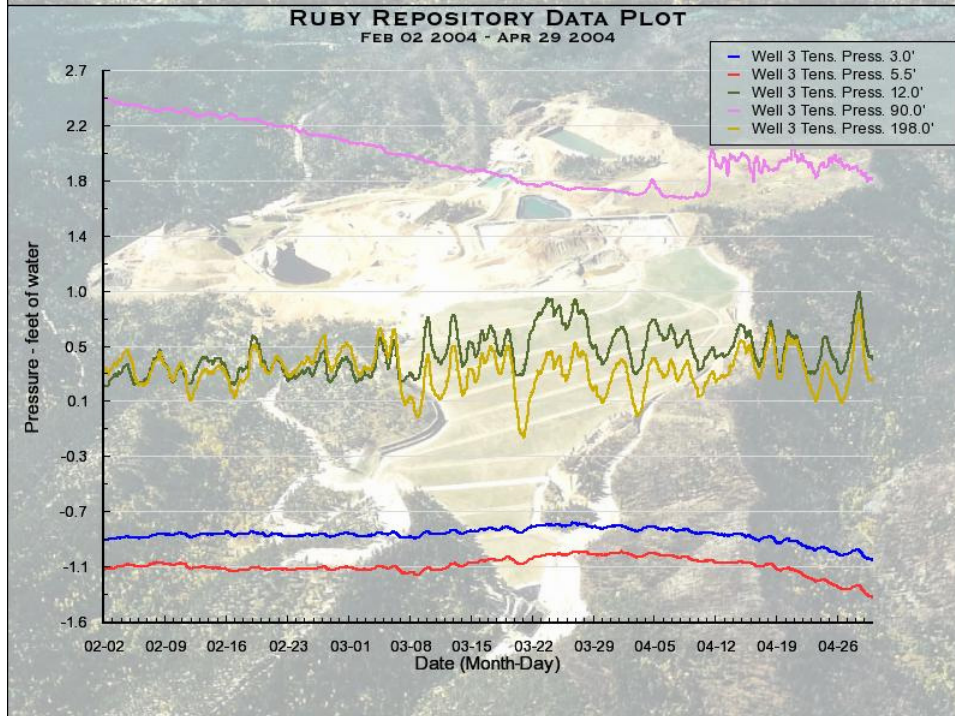 Ruby Repository Data Plot
Feb 02 2004 - Apr 29 2004
Well 3 Tens. Press. 3.0'
Well 3 Tens. Press. 5.5'
Well 3 Tens. Press. 12.0'
Well 3 Tens. Press. 90.0'
Well 3 Tens. Press. 198.0'
Pressure - feet of water
2.7
2.2
1.8
1.4
1.0
0.5
0.1
-0.3
-0.7
-1.1
-1.6
02-02 02-09 02-16 02-23 03-01 03-08 03-15 03-22 03-29 04-05 04-12 04-19 04-26
Date (Month-Day)